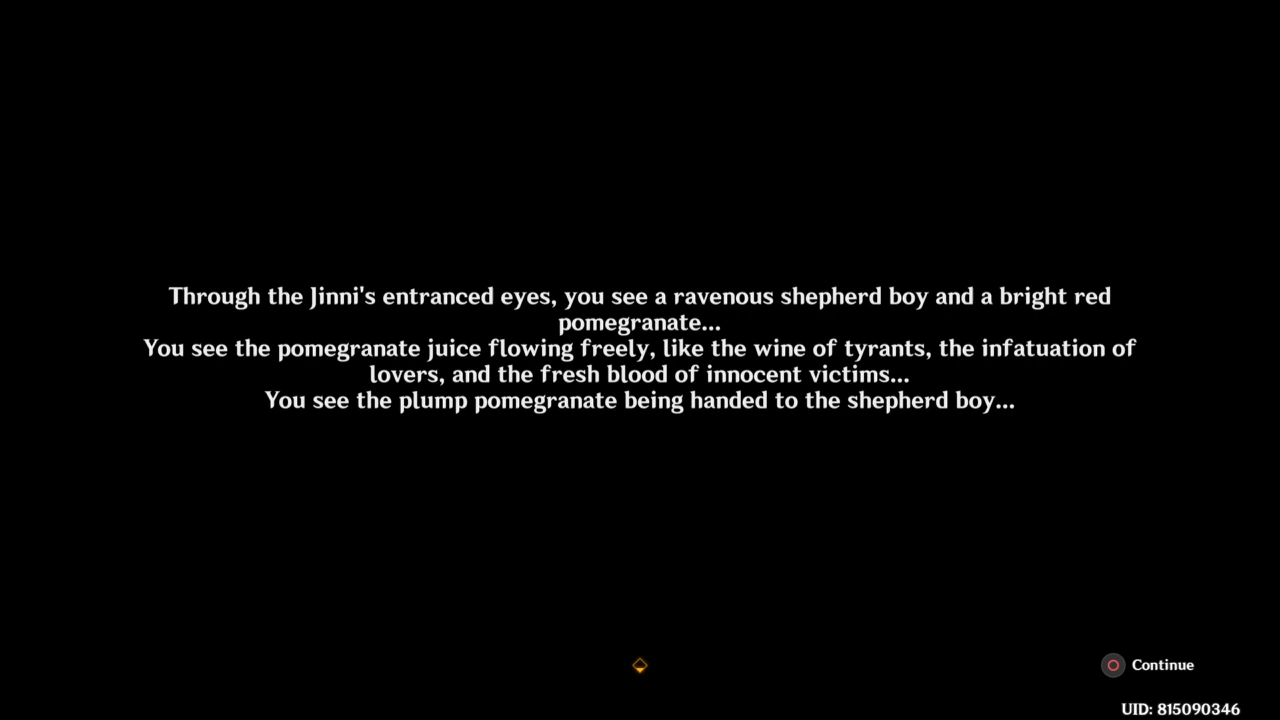 Through the Jinni's entranced eyes, you see a ravenous shepherd boy and a bright red
pomegranate...
You see the pomegranate juice flowing freely, like the wine of tyrants, the infatuation of
lovers, and the fresh blood of innocent victims...
You see the plump pomegranate being handed to the shepherd boy...
Continue
UID: 815090346